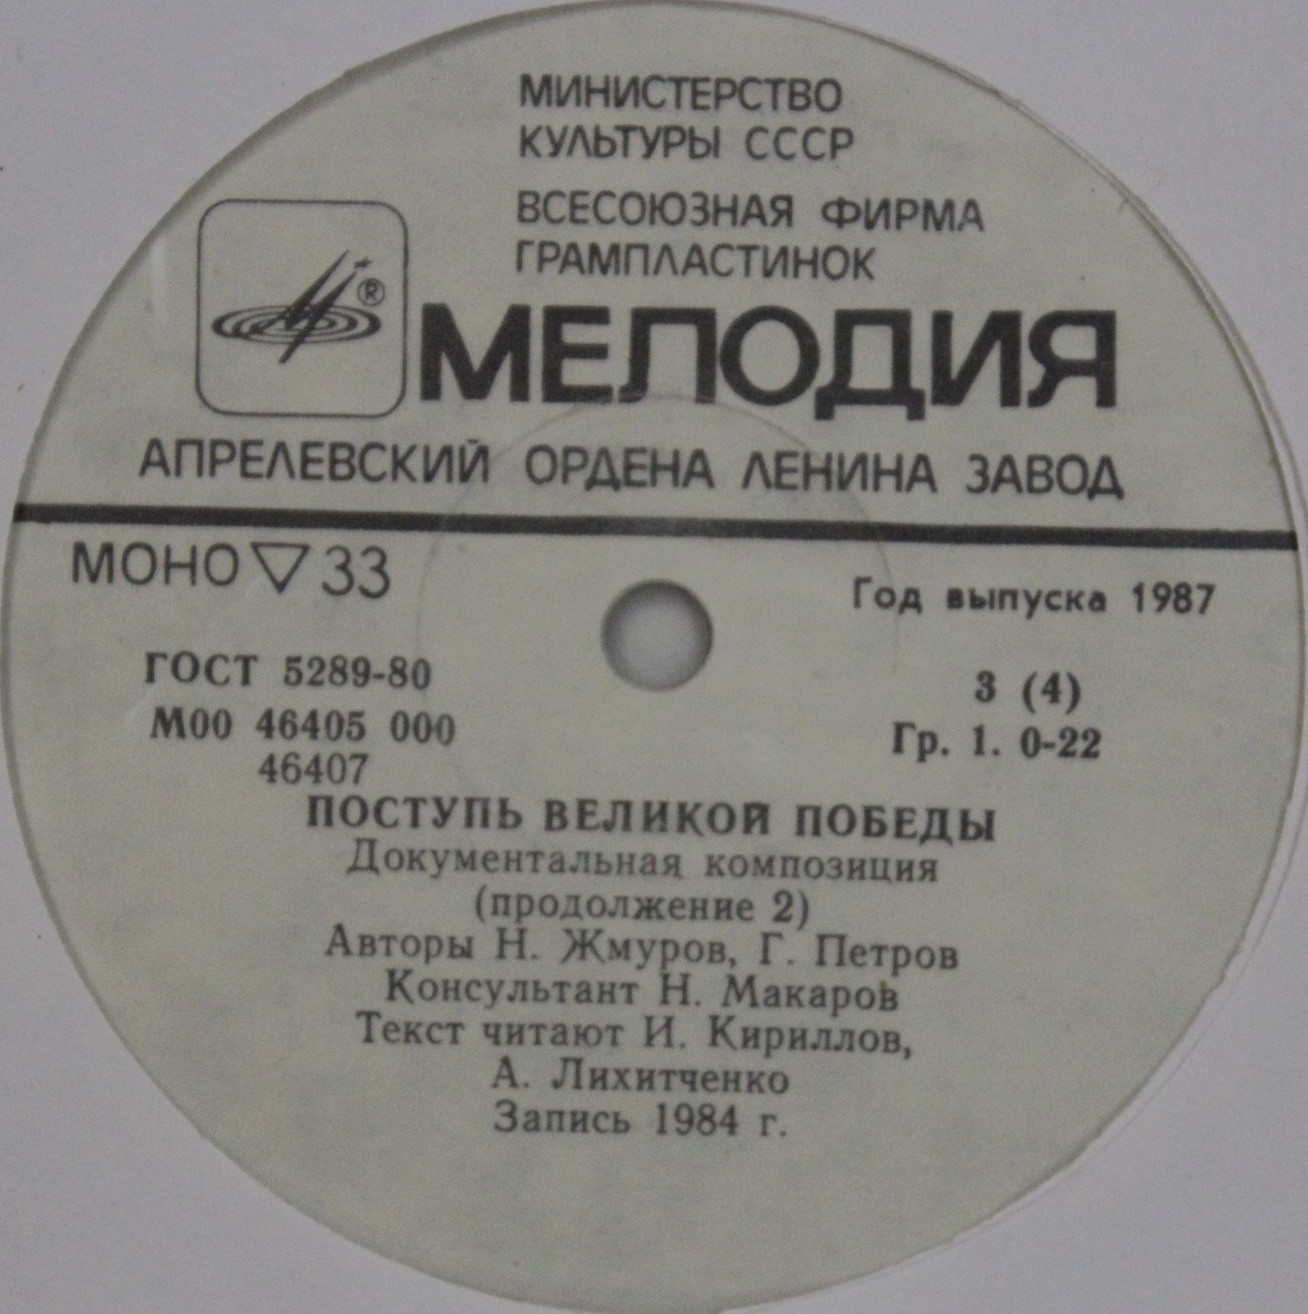 МИНИСТЕРСТВО
КУЛЬТУРЫ СССР
ВСЕСОЮЗНАЯ ФИРМА
ГРАМПЛАСТИНОК
®
МЕЛОДИЯ
АПРЕЛЕВСКИЙ ОРДЕНА ЛЕНИНА ЗАВОД
МОНО ▽ 33
Год выпуска 1987
ГОСТ 5289-80
3 (4)
М00 46405 000
Гр. 1. 0-22
46407
ПОСТУПЬ ВЕЛИКОЙ ПОБЕДЫ
Документальная композиция
(продолжение 2)
Авторы Н. Жмуров, Г. Петров
Консультант Н. Макаров
Текст читают И. Кириллов,
А. Лихитченко
Запись 1984 г.